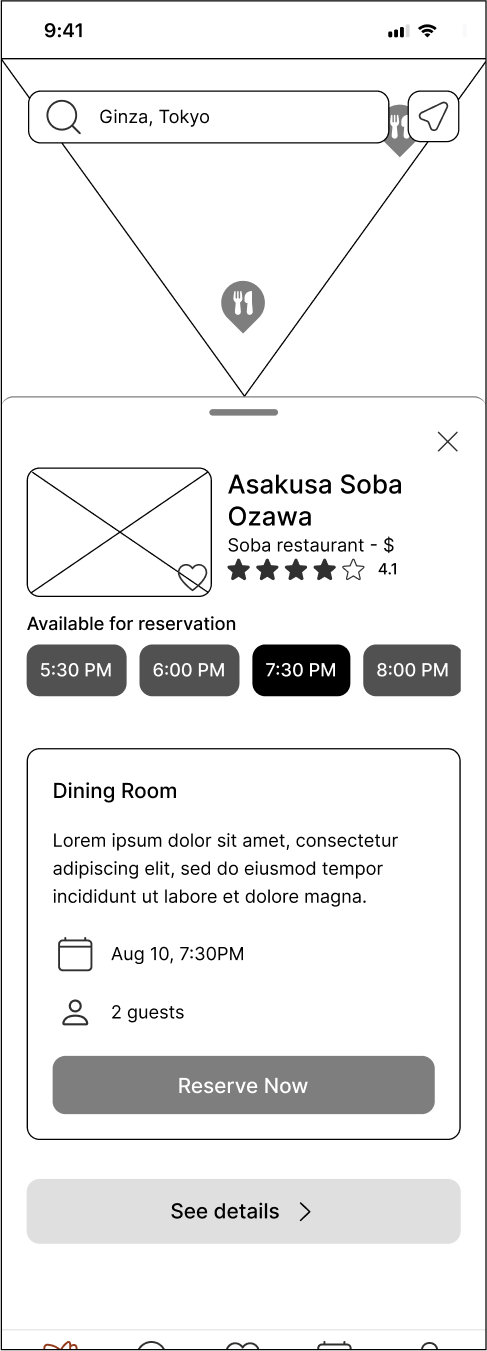 9:41
Ginza, Tokyo
Asakusa Soba
Ozawa
Soba restaurant - $
4.1
Available for reservation
5:30 PM
6:00 PM
7:30 PM
8:00 PM
Dining Room
Lorem ipsum dolor sit amet, consectetur
adipiscing elit, sed do eiusmod tempor
incididunt ut labore et dolore magna.
Aug 10, 7:30PM
2 guests
Reserve Now
See details